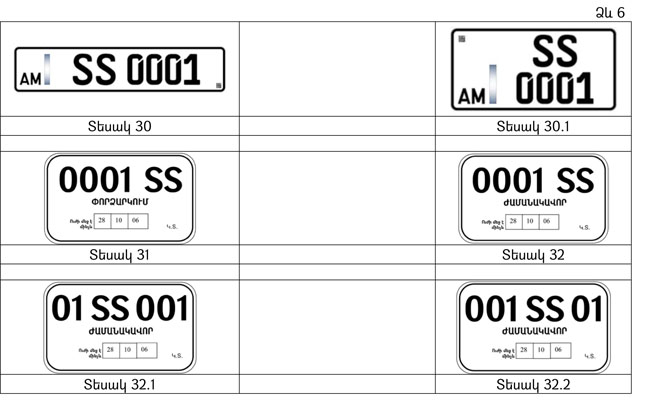 Ձև 6
AM SS 0001
SS
AM 0001
Տեսակ 30
Տեսակ 30.1
0001 SS
ՓՈՐՁԱՐԿՈՒՄ
Ուժի մեջ է
մինչև
28 10 06
Կ.Տ.
0001 SS
ԺԱՄԱՆԱԿԱՎՈՐ
Ուժի մեջ է
մինչև
28 10 06
Կ.Տ.
Տեսակ 31
Տեսակ 32
01 SS 001
ԺԱՄԱՆԱԿԱՎՈՐ
Ուժի մեջ է
մինչև
28 10 06
Կ.Տ.
001 SS 01
ԺԱՄԱՆԱԿԱՎՈՐ
Ուժի մեջ է
մինչև
28 10 06
Կ.Տ.
Տեսակ 32.1
Տեսակ 32.2